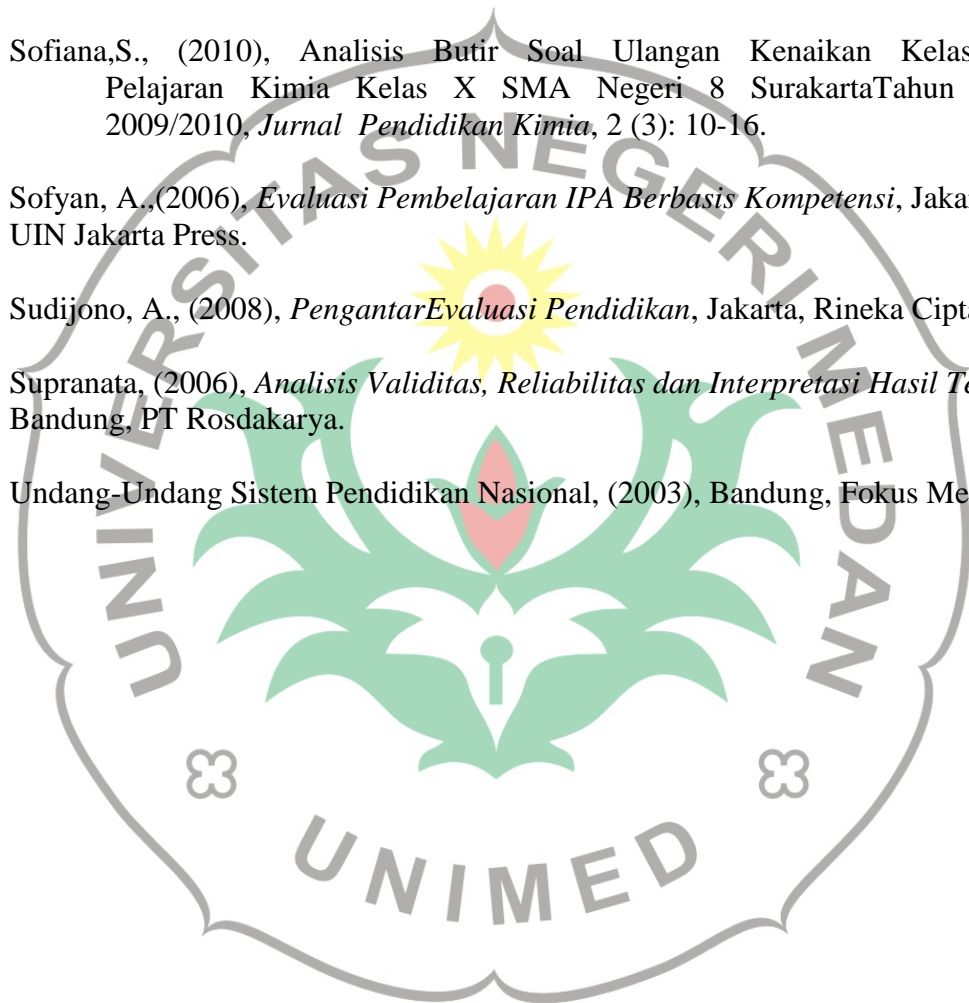 Sofiana,S., (2010), Analisis Butir Soal Ulangan Kenaikan Kelas
Pelajaran Kimia Kelas X SMA Negeri 8 SurakartaTahun
2009/2010, Jurnal Pendidikan Kimia, 2 (3): 10-16.
Sofyan, A.,(2006), Evaluasi Pembelajaran IPA Berbasis Kompetensi,
UIN Jakarta Press.
Sudijono, A., (2008), PengantarEvaluasi Pendidikan, Jakarta, Rineka Cipta
Supranata, (2006), Analisis Validitas, Reliabilitas dan Interpretasi Hasil
Bandung, PT Rosdakarya.
Undang-Undang Sistem Pendidikan Nasional, (2003), Bandung, Fokus
UNIVERSITAS NEGERI MEDAN
UNIMED